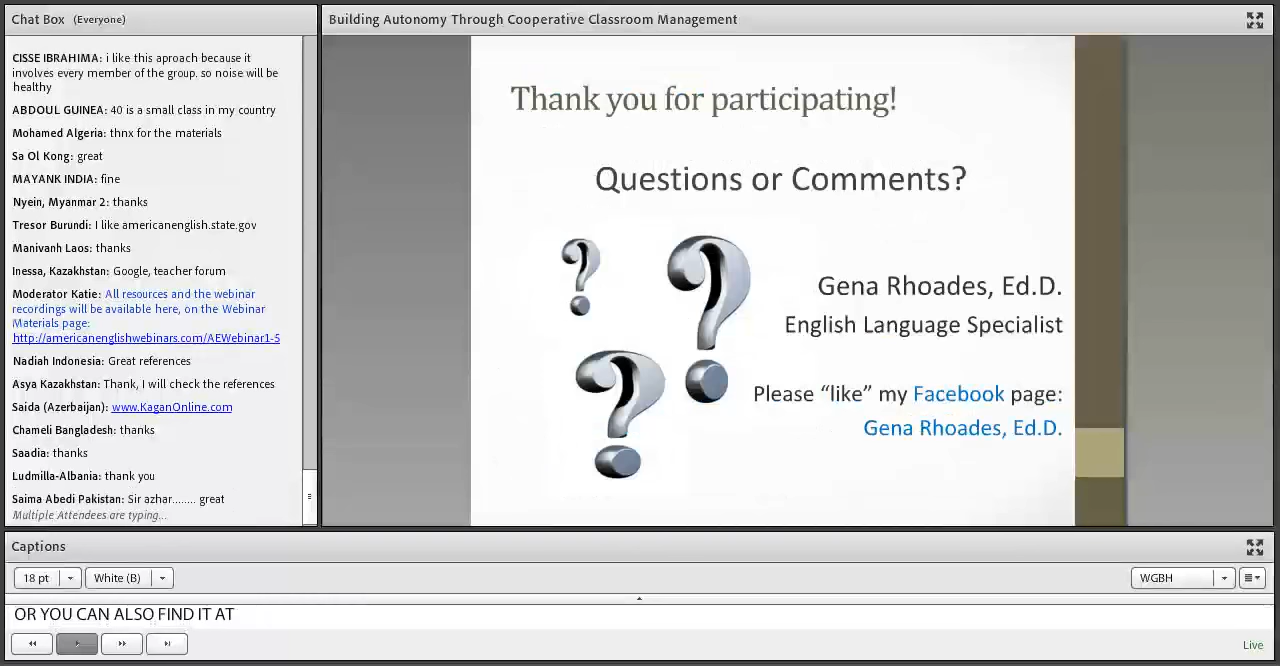 Chat Box (Everyone)
CISSE IBRAHIMA: i like this aproach because it
involves every member of the group. so noise will be
healthy
ABDOUL GUINEA: 40 is a small class in my country
Mohamed Algeria: thnx for the materials
Sa Ol Kong: great
MAYANK INDIA: fine
Nyein, Myanmar 2: thanks
Tresor Burundi: I like americanenglish.state.gov
Manivanh Laos: thanks
Inessa, Kazakhstan: Google, teacher forum
Moderator Katie: All resources and the webinar
recordings will be available here, on the Webinar
Materials page:
http://americanenglishwebinars.com/AEWebinar1-5
Nadiah Indonesia: Great references
Asya Kazakhstan: Thank, I will check the references
Saida (Azerbaijan): www.KaganOnline.com
Chameli Bangladesh: thanks
Saadia: thanks
Ludmilla-Albania: thank you
Saima Abedi Pakistan: Sir azhar........ great
Multiple Attendees are typing...
Building Autonomy Through Cooperative Classroom Management
Thank you for participating!
Questions or Comments?
Gena Rhoades, Ed.D.
English Language Specialist
Please “like” my Facebook page:
Gena Rhoades, Ed.D.
Captions
18 pt White (B) WGBH
OR YOU CAN ALSO FIND IT AT
Live